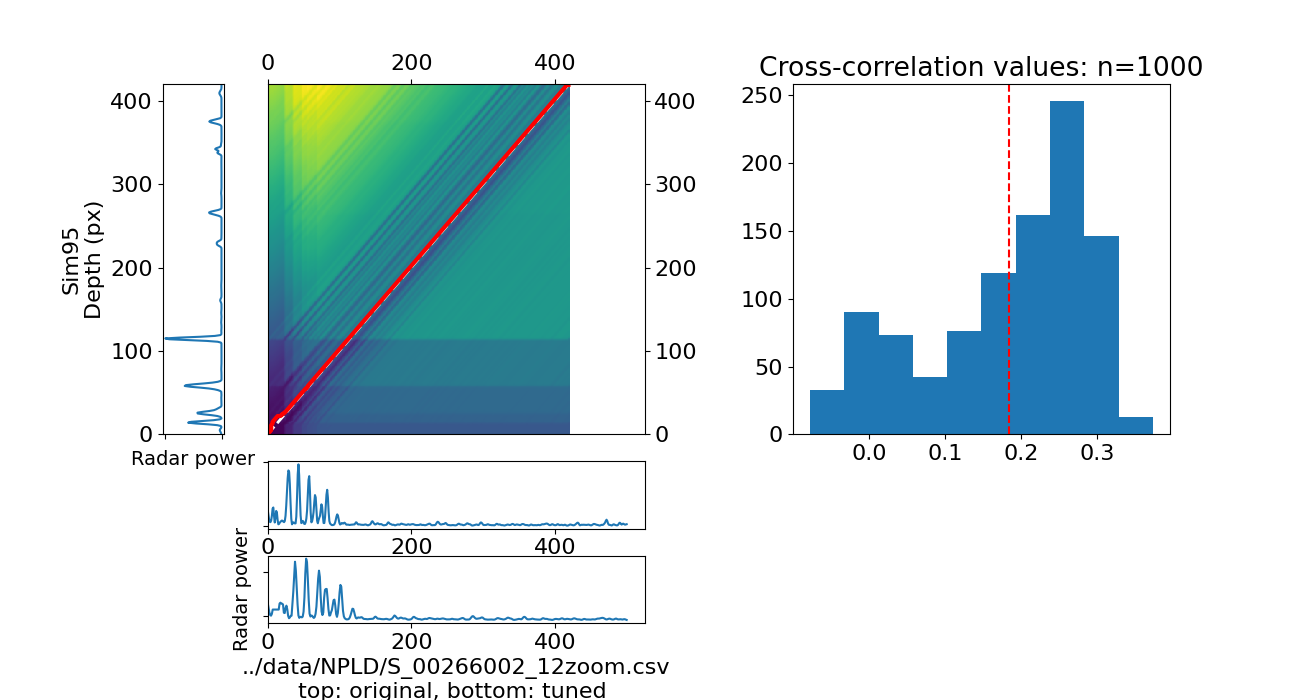 0 200 400
Cross-correlation values: n=1000
400
300
200
100
0
Sim95
Depth (px)
400
300
200
100
0
250
200
150
100
50
0
0.0 0.1 0.2 0.3
Radar power
0 200 400
Radar power
0 200 400
../data/NPLD/S_00266002_12zoom.csv
top: original, bottom: tuned